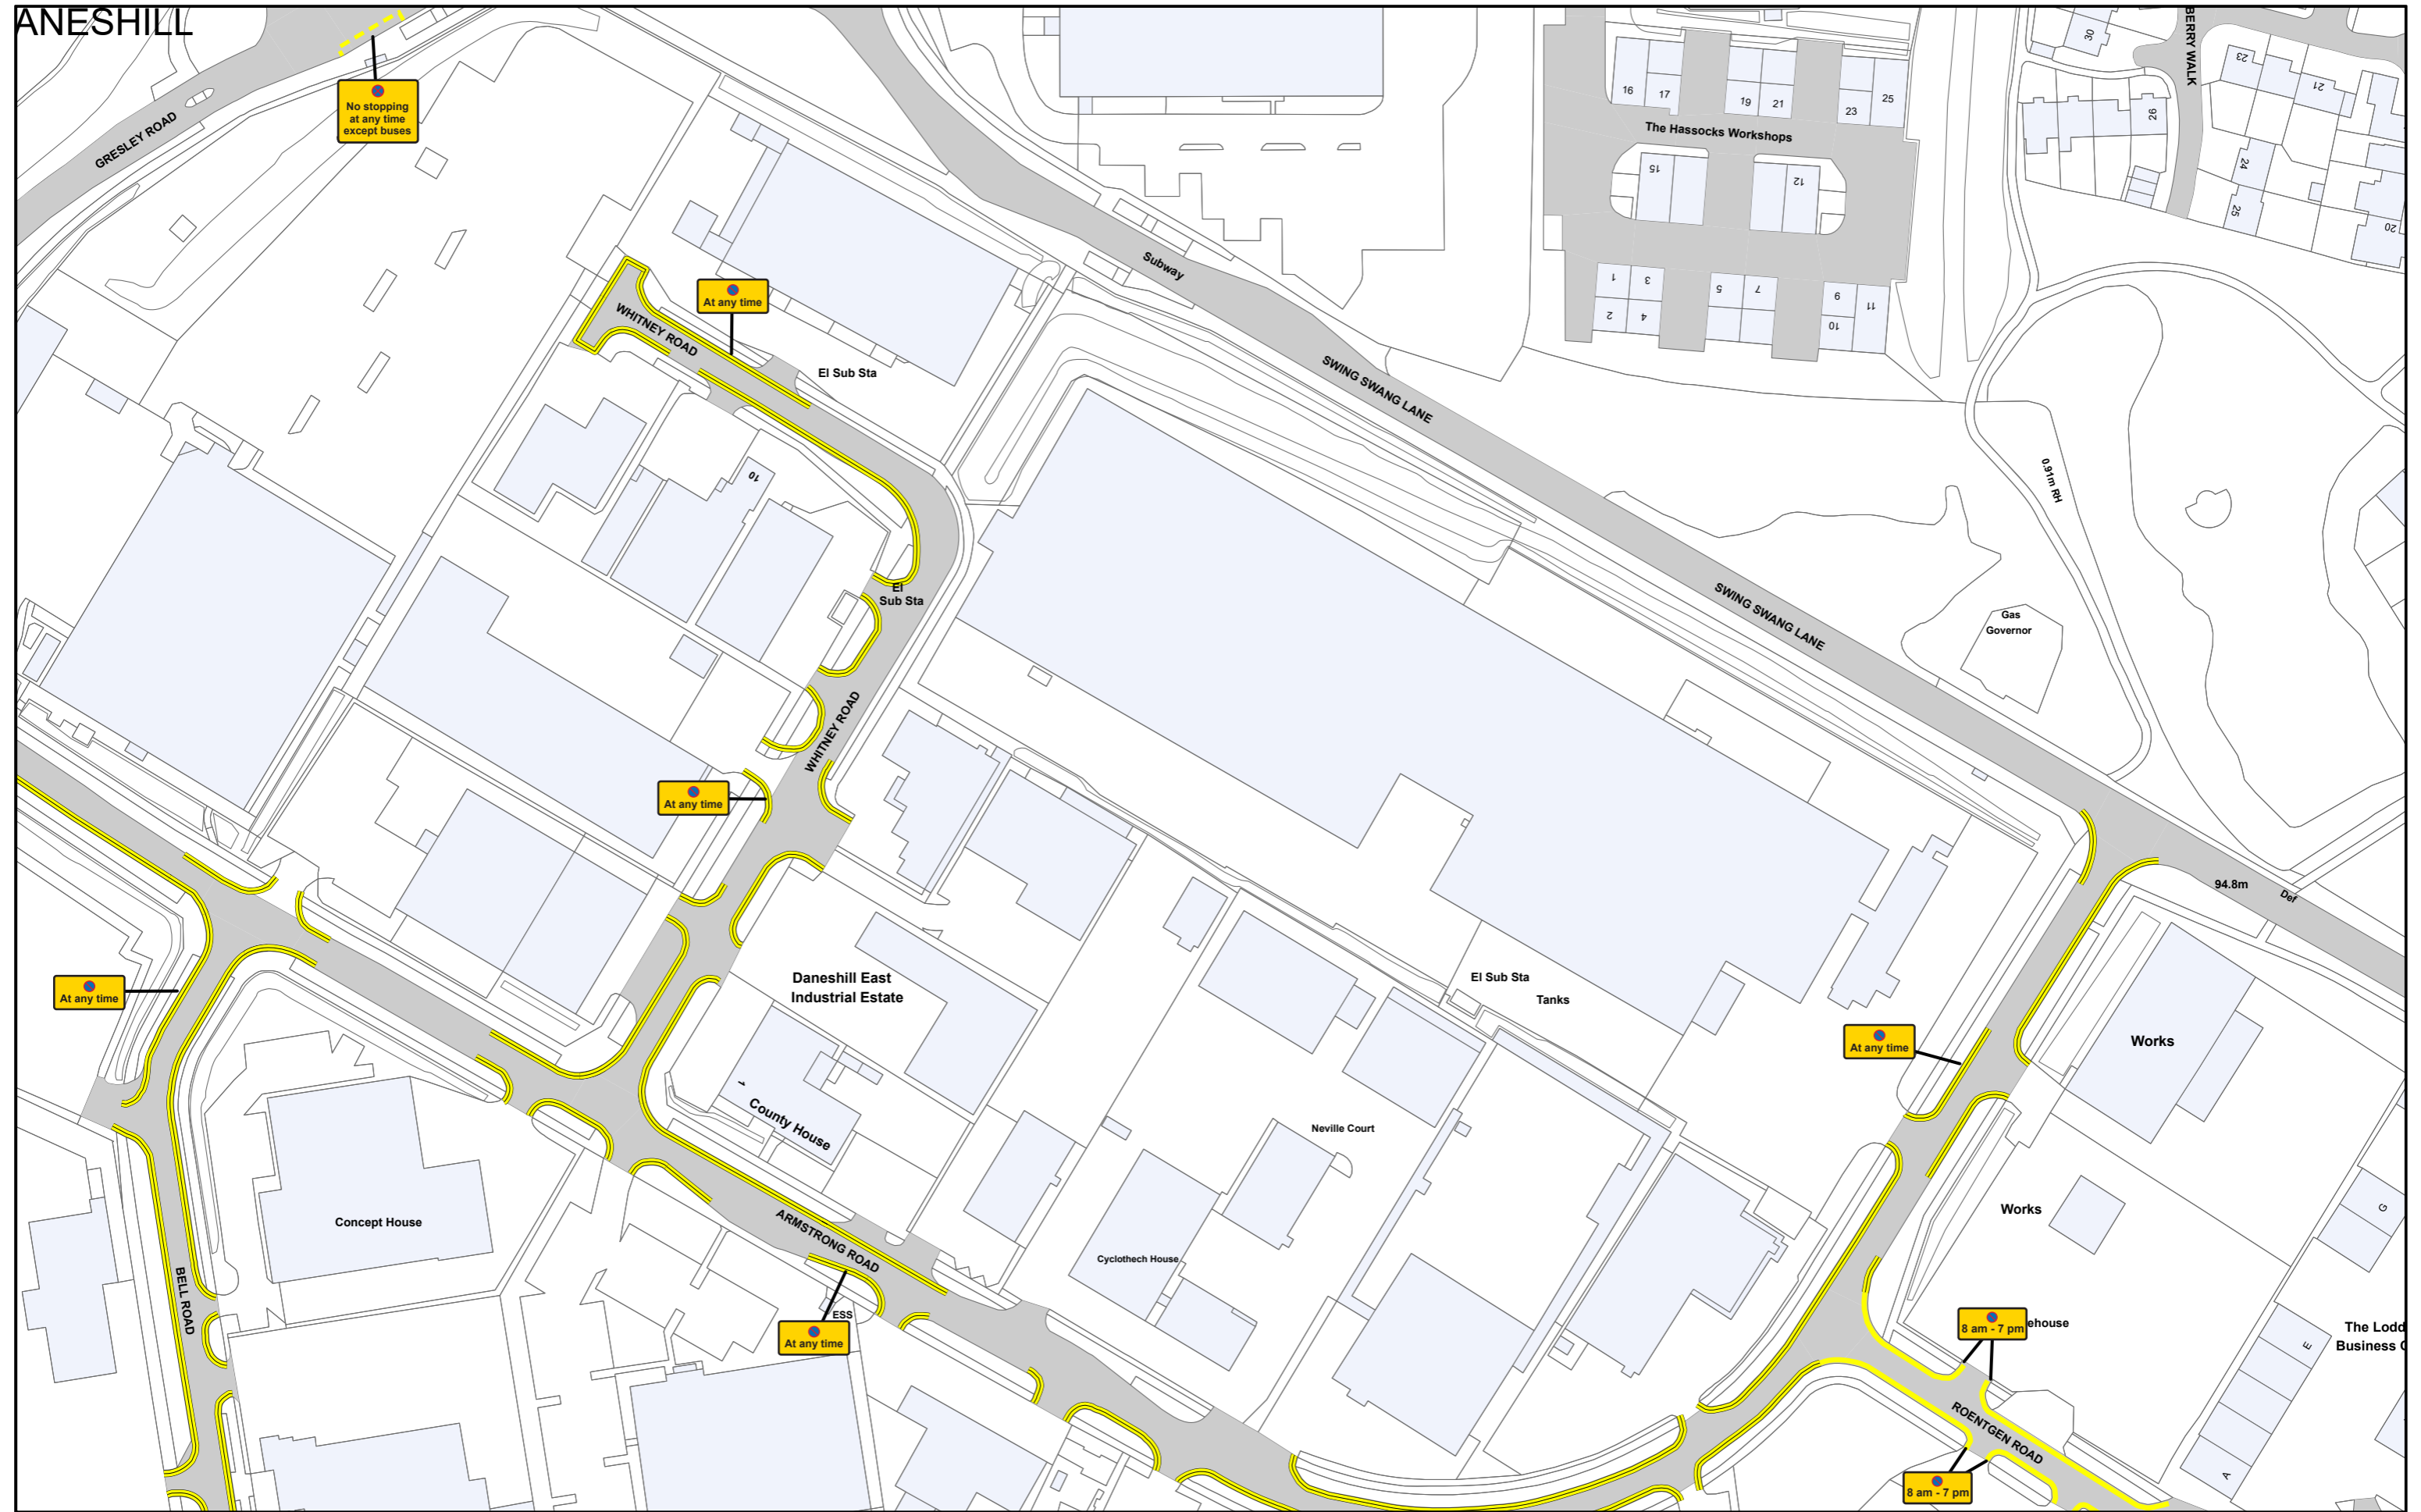 ANESHILL
GRESLEY ROAD
No stopping
at any time
except buses
30
BERRY WALK
23
21
26
24
25
20
16
17
19
21
23
25
The Hassocks Workshops
15
12
1
3
2
4
5
7
9
11
10
Subway
SWING SWANG LANE
At any time
WHITNEY ROAD
El Sub Sta
10
0.91m RH
El
Sub Sta
SWING SWANG LANE
Gas
Governor
WHITNEY ROAD
At any time
94.8m
Def
At any time
Daneshill East
Industrial Estate
El Sub Sta
Tanks
At any time
Works
1
County House
Neville Court
Concept House
Works
G
ARMSTRONG ROAD
Cyclothech House
BELL ROAD
ESS
At any time
8 am - 7 pm
ehouse
The Lodd
Business
E
ROENTGEN ROAD
A
8 am - 7 pm